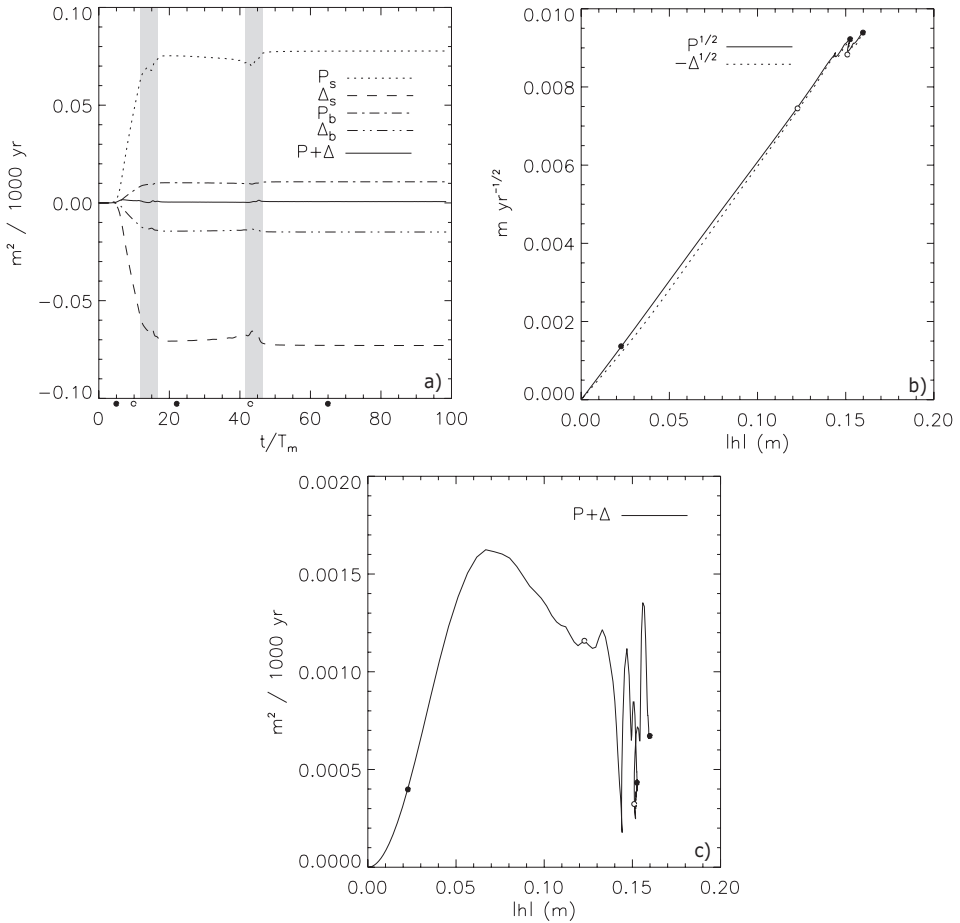 0.10
0.05
0.00
−0.05
−0.10
m² / 1000 yr
P_s
Δ_s
P_b
Δ_b
P+Δ
a)
0 20 40 60 80 100
t/T_m
0.010
0.008
0.006
0.004
0.002
0.000
m yr^−1/2
P^1/2
−Δ^1/2
b)
0.00 0.05 0.10 0.15 0.20
|h| (m)
0.0020
0.0015
0.0010
0.0005
0.0000
m² / 1000 yr
P+Δ
c)
0.00 0.05 0.10 0.15 0.20
|h| (m)